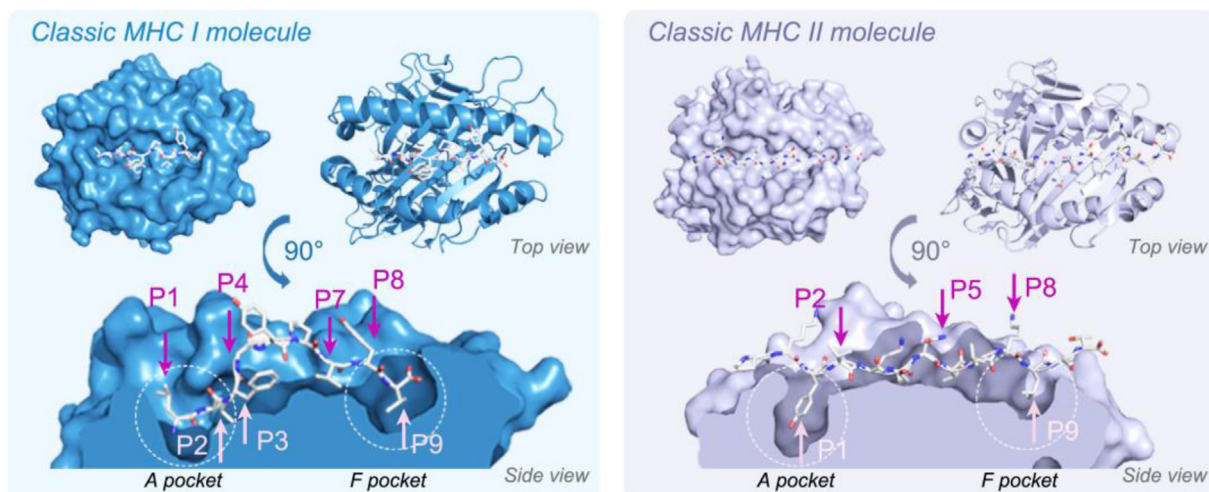 Classic MHC I molecule
90°
Top view
P1
P4
P7
P8
P2
P3
P9
A pocket
F pocket
Side view
Classic MHC II molecule
90°
Top view
P2
P5
P8
P1
P9
A pocket
F pocket
Side view